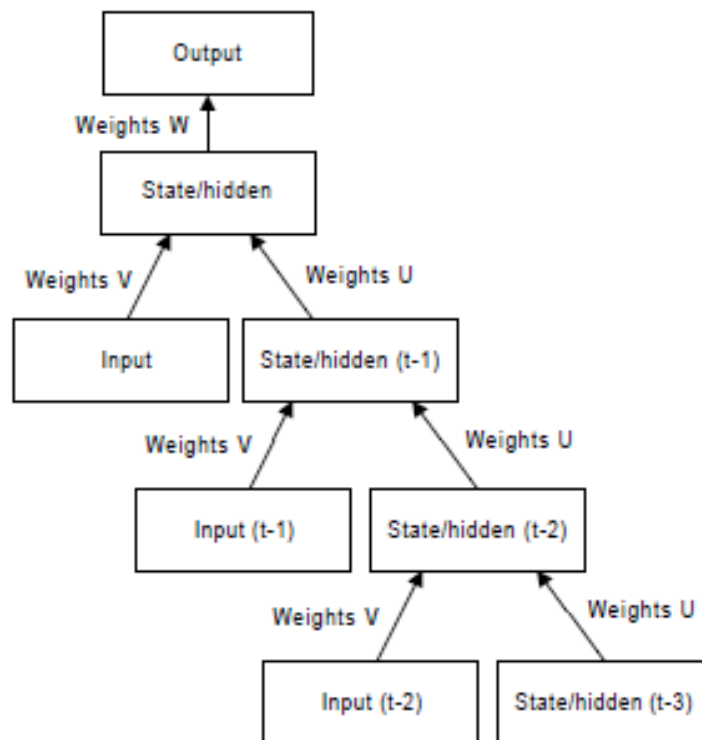 Output
Weights W
State/hidden
Weights V
Weights U
Input
State/hidden (t-1)
Weights V
Weights U
Input (t-1)
State/hidden (t-2)
Weights V
Weights U
Input (t-2)
State/hidden (t-3)